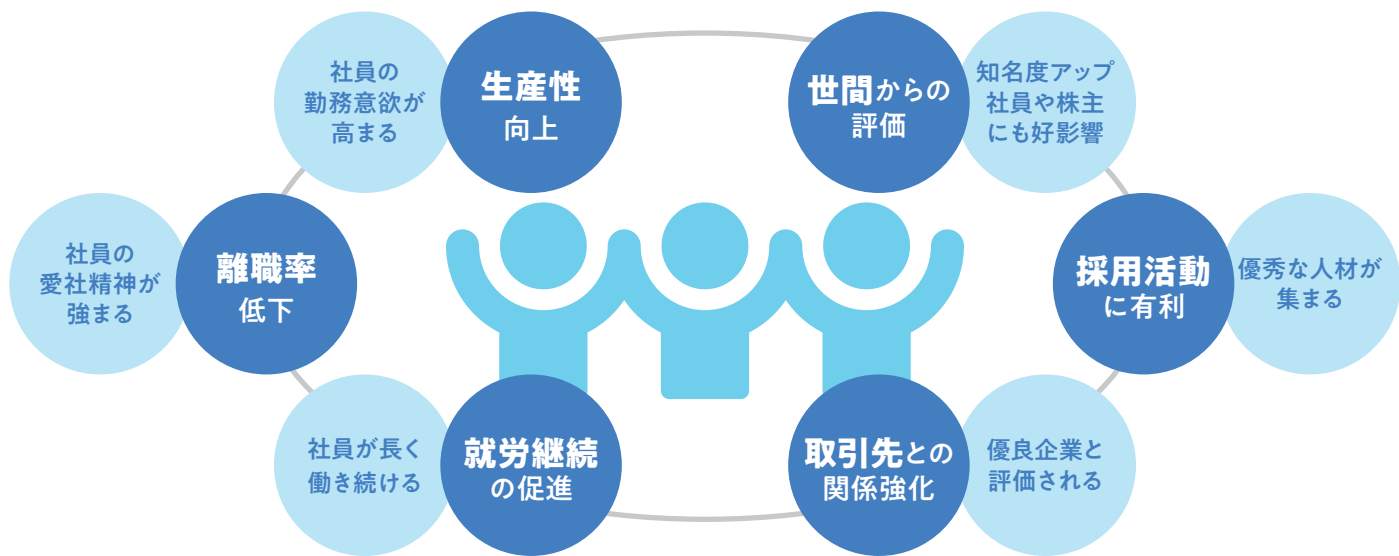 社員の
勤務意欲が
高まる
生産性
向上
世間からの
評価
知名度アップ
社員や株主
にも好影響
社員の
愛社精神が
強まる
離職率
低下
採用活動
に有利
優秀な人材が
集まる
社員が長く
働き続ける
就労継続
の促進
取引先との
関係強化
優良企業と
評価される